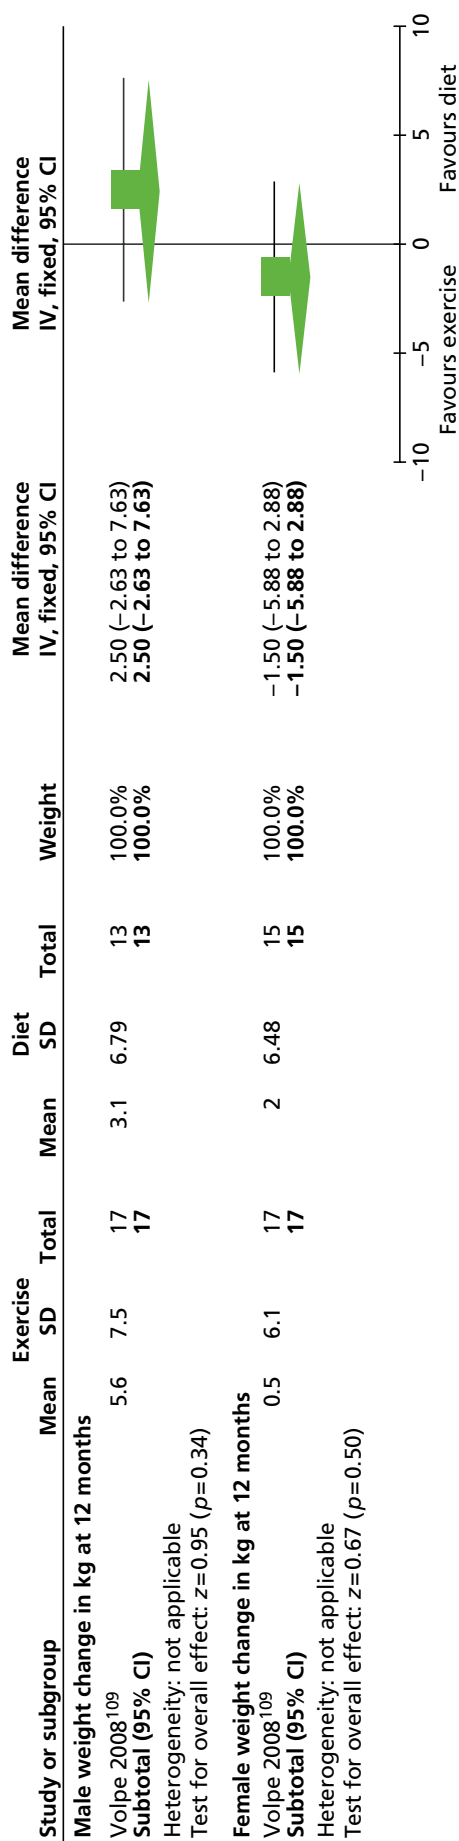 Exercise Diet Mean difference Mean difference
Study or subgroup Mean SD Total Mean SD Total Weight IV, fixed, 95% CI IV, fixed, 95% CI
Male weight change in kg at 12 months
Volpe 2008¹⁰⁹ 5.6 7.5 17 3.1 6.79 13 100.0% 2.50 (−2.63 to 7.63)
Subtotal (95% CI) 17 13 100.0% 2.50 (−2.63 to 7.63)
Heterogeneity: not applicable
Test for overall effect: z=0.95 (p=0.34)
Female weight change in kg at 12 months
Volpe 2008¹⁰⁹ 0.5 6.1 17 2 6.48 15 100.0% −1.50 (−5.88 to 2.88)
Subtotal (95% CI) 17 15 100.0% −1.50 (−5.88 to 2.88)
Heterogeneity: not applicable
Test for overall effect: z=0.67 (p=0.50)
−10 −5 0 5 10
Favours exercise Favours diet